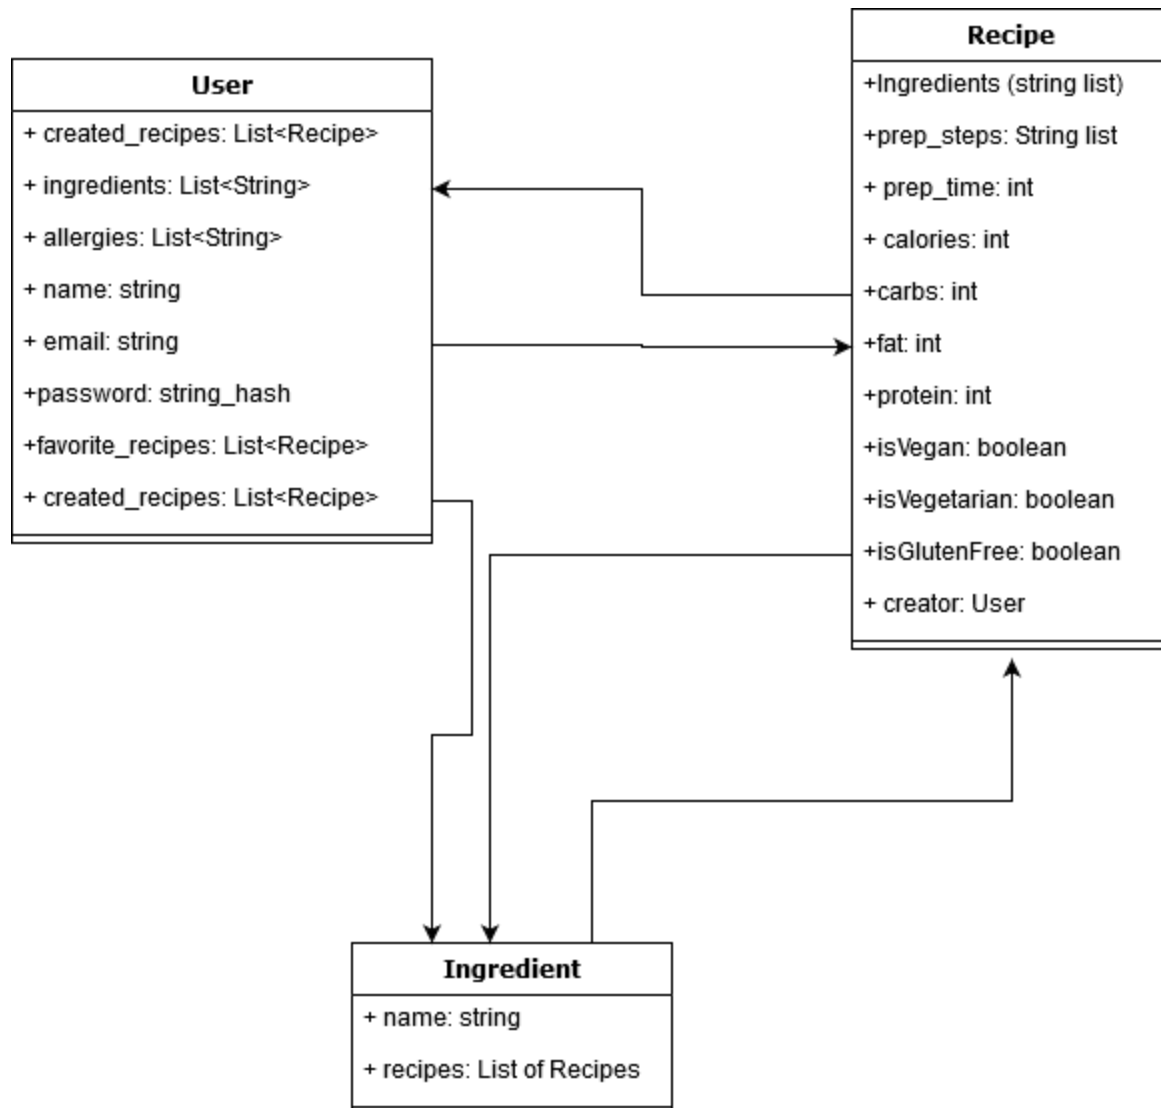 User
+ created_recipes: List<Recipe>
+ ingredients: List<String>
+ allergies: List<String>
+ name: string
+ email: string
+password: string_hash
+favorite_recipes: List<Recipe>
+ created_recipes: List<Recipe>
Recipe
+Ingredients (string list)
+prep_steps: String list
+ prep_time: int
+ calories: int
+carbs: int
+fat: int
+protein: int
+isVegan: boolean
+isVegetarian: boolean
+isGlutenFree: boolean
+ creator: User
Ingredient
+ name: string
+ recipes: List of Recipes